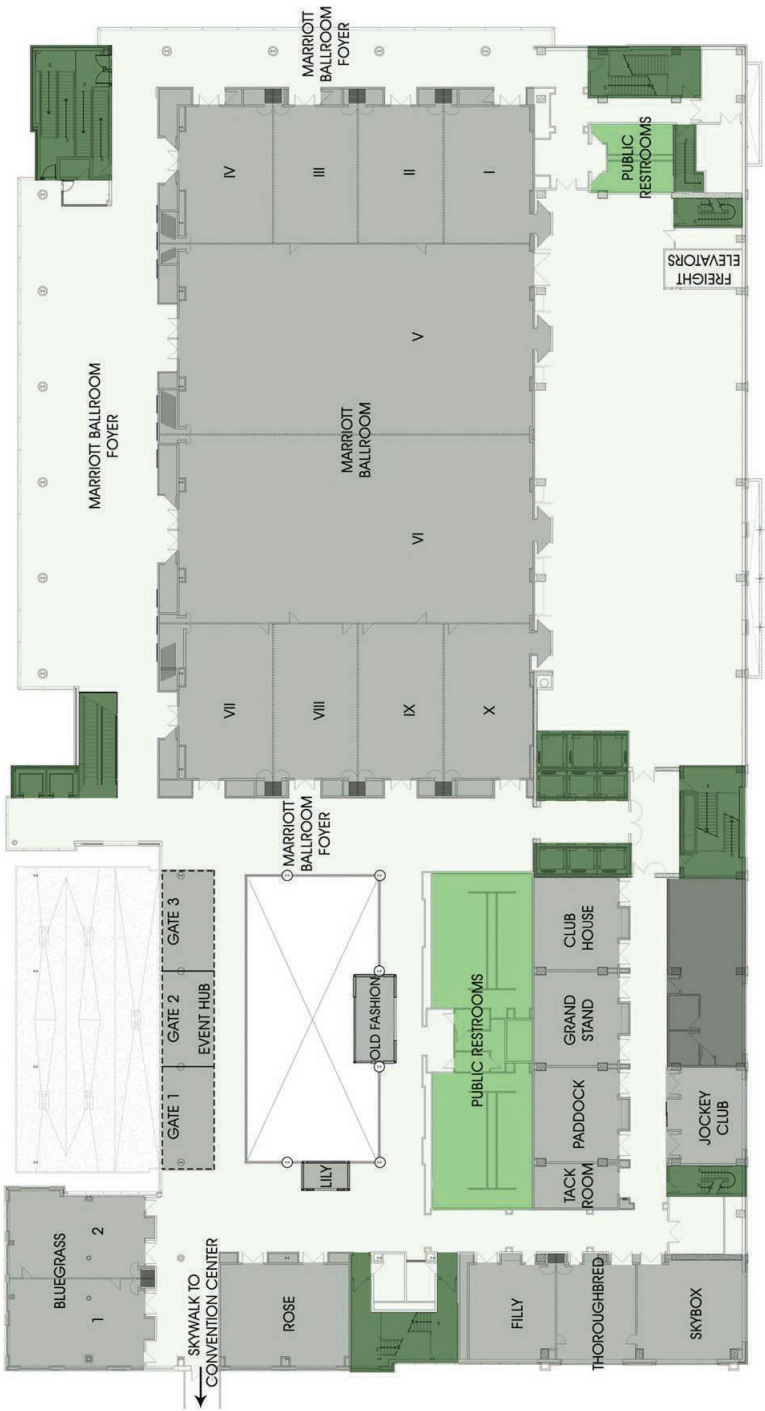 MARRIOTT
BALLROOM
FOYER
MARRIOTT BALLROOM
FOYER
IV
III
II
I
PUBLIC
RESTROOMS
FREIGHT
ELEVATORS
V
MARRIOTT
BALLROOM
VI
VII
VIII
IX
X
MARRIOTT
BALLROOM
FOYER
GATE 3
GATE 2
GATE 1
EVENT HUB
OLD FASHION
LILY
PUBLIC RESTROOMS
CLUB
HOUSE
GRAND
STAND
PADDOCK
TACK
ROOM
JOCKEY
CLUB
BLUEGRASS
2
1
SKYWALK TO
CONVENTION CENTER
ROSE
FILLY
THOROUGHBRED
SKYBOX